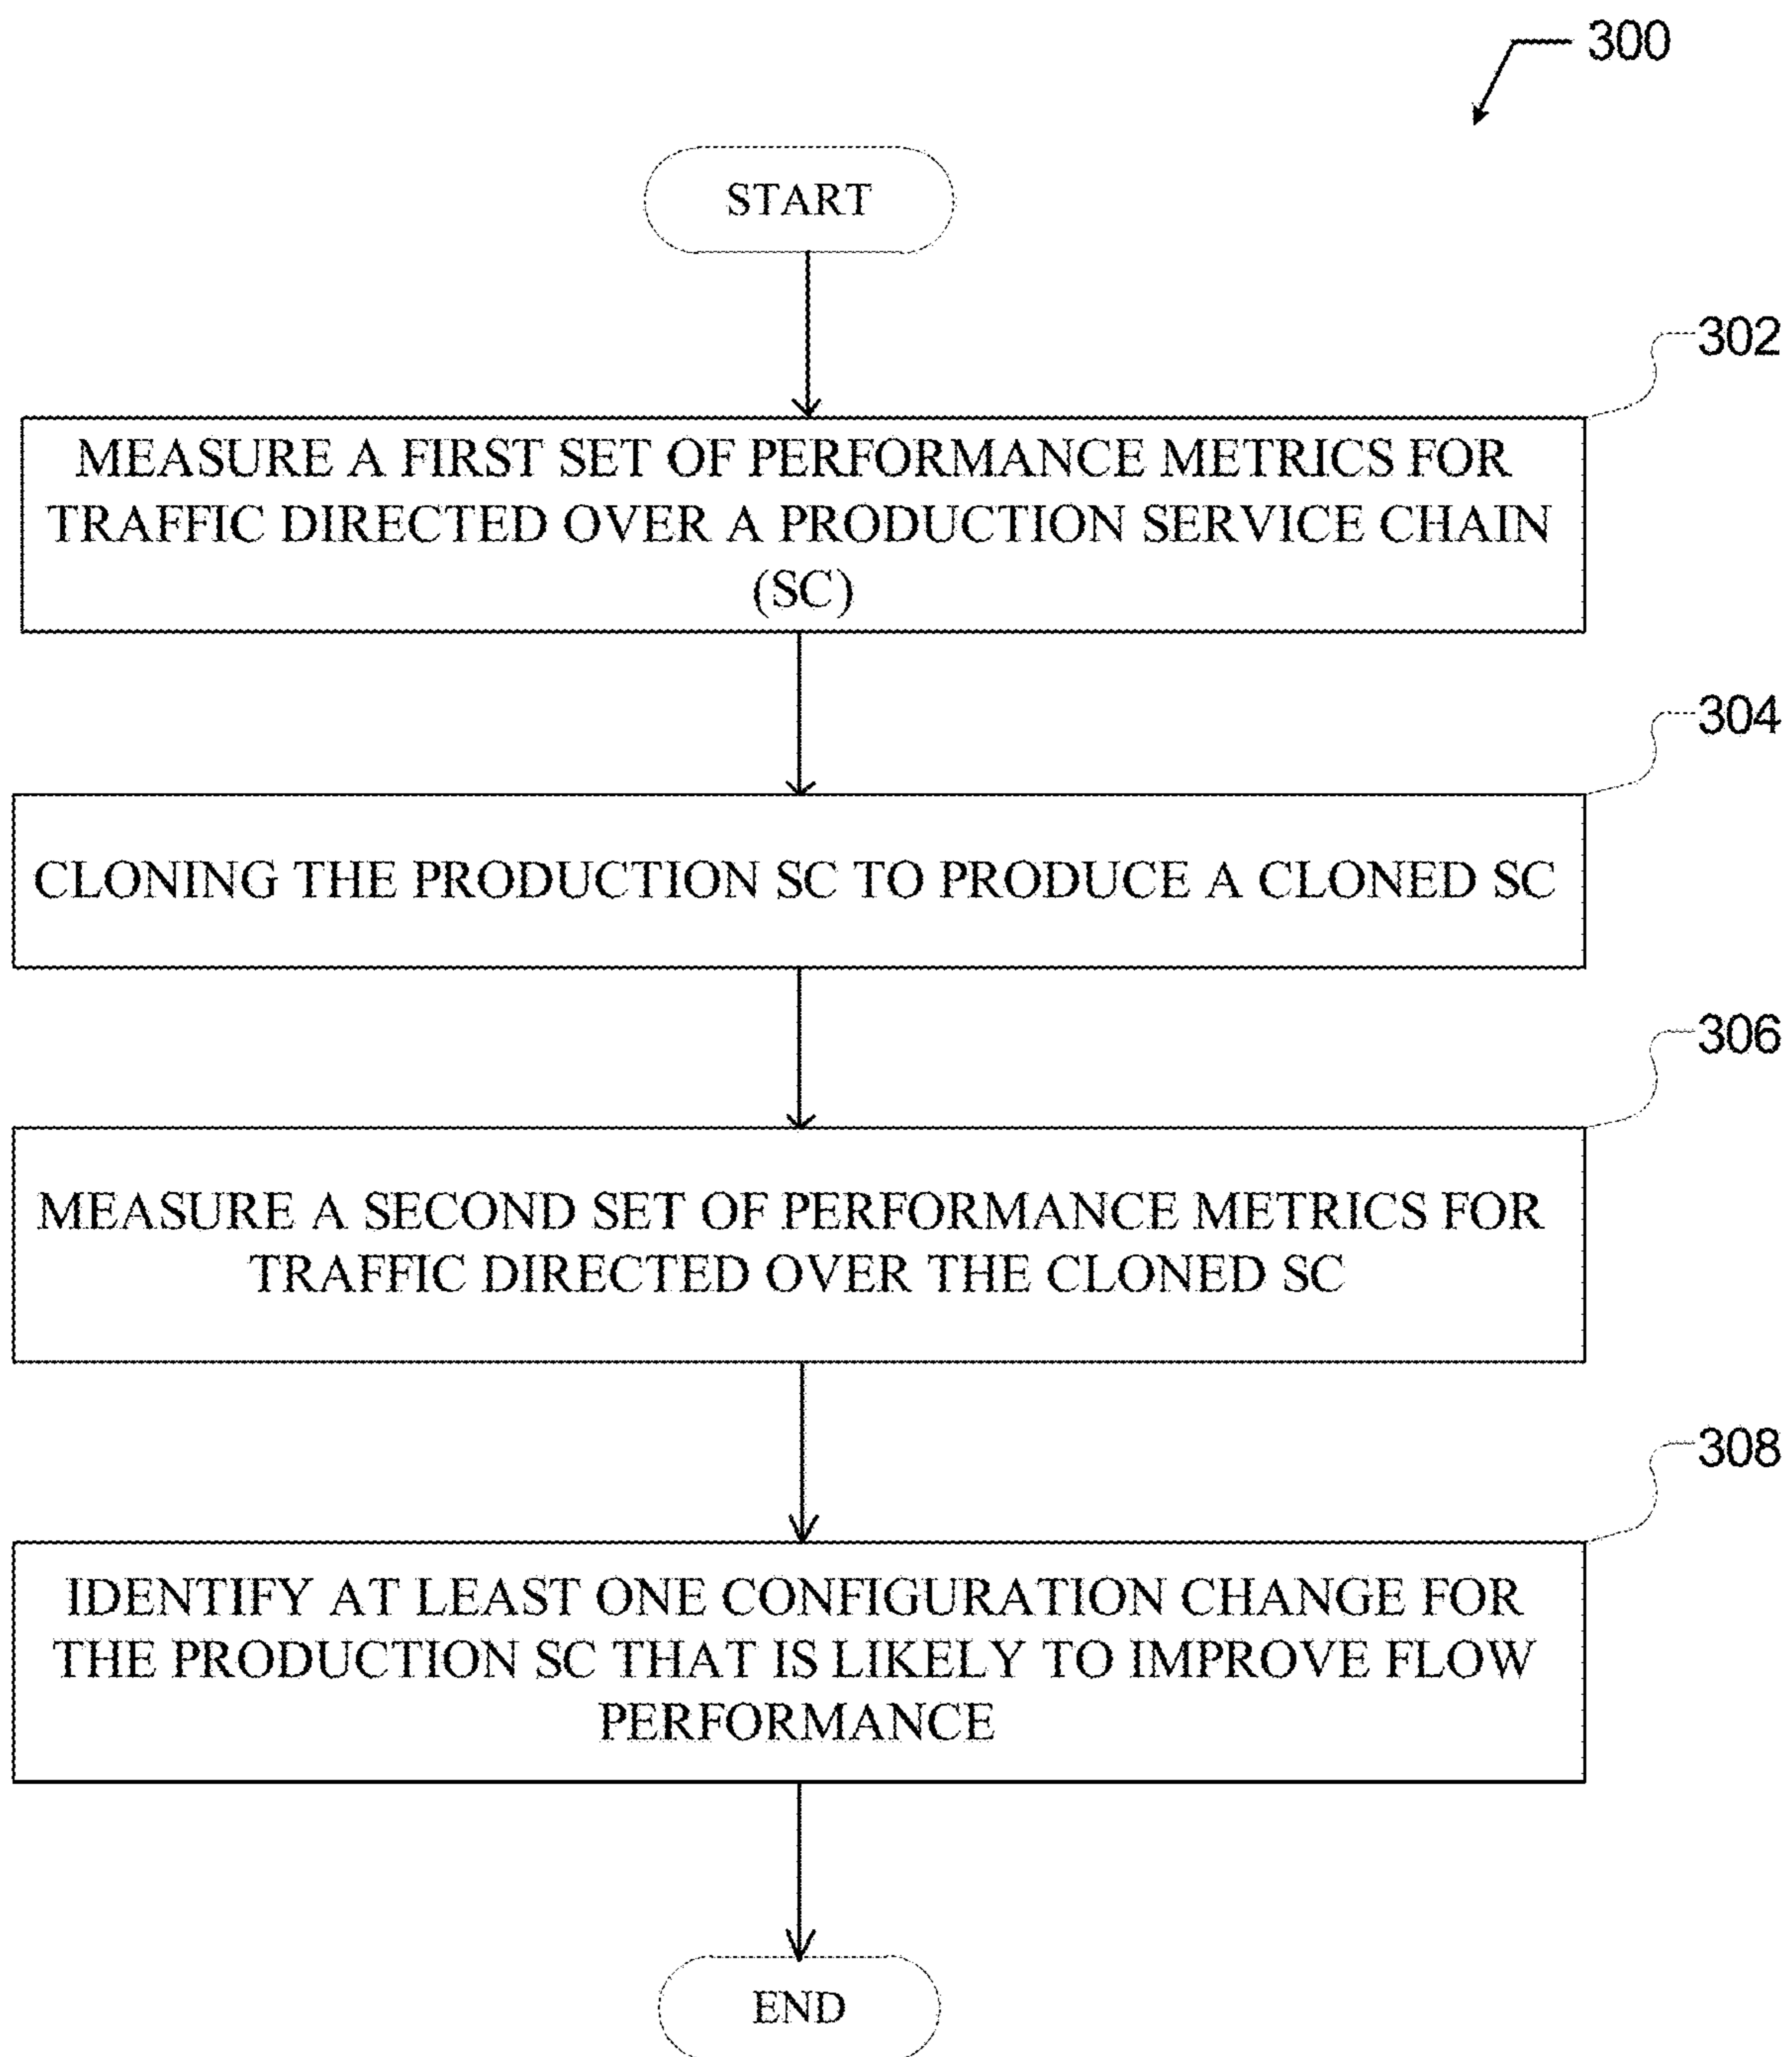 300
START
302
MEASURE A FIRST SET OF PERFORMANCE METRICS FOR
TRAFFIC DIRECTED OVER A PRODUCTION SERVICE CHAIN
(SC)
304
CLONING THE PRODUCTION SC TO PRODUCE A CLONED SC
306
MEASURE A SECOND SET OF PERFORMANCE METRICS FOR
TRAFFIC DIRECTED OVER THE CLONED SC
308
IDENTIFY AT LEAST ONE CONFIGURATION CHANGE FOR
THE PRODUCTION SC THAT IS LIKELY TO IMPROVE FLOW
PERFORMANCE
END